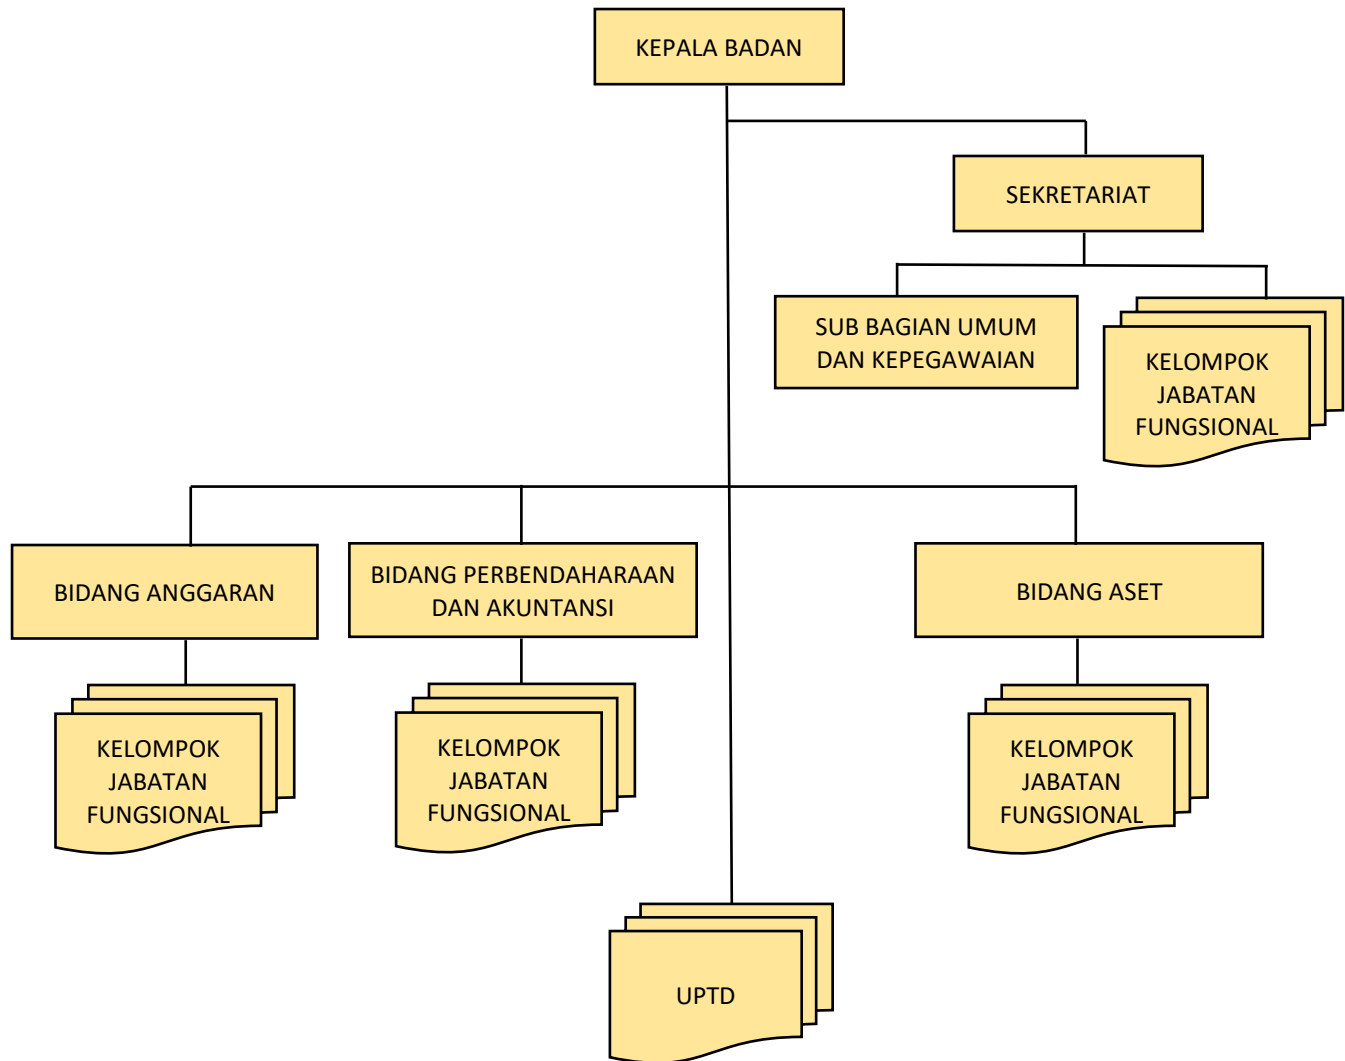 KEPALA BADAN
SEKRETARIAT
SUB BAGIAN UMUM
DAN KEPEGAWAIAN
KELOMPOK
JABATAN
FUNGSIONAL
BIDANG ANGGARAN
BIDANG PERBENDAHARAAN
DAN AKUNTANSI
BIDANG ASET
KELOMPOK
JABATAN
FUNGSIONAL
KELOMPOK
JABATAN
FUNGSIONAL
KELOMPOK
JABATAN
FUNGSIONAL
UPTD